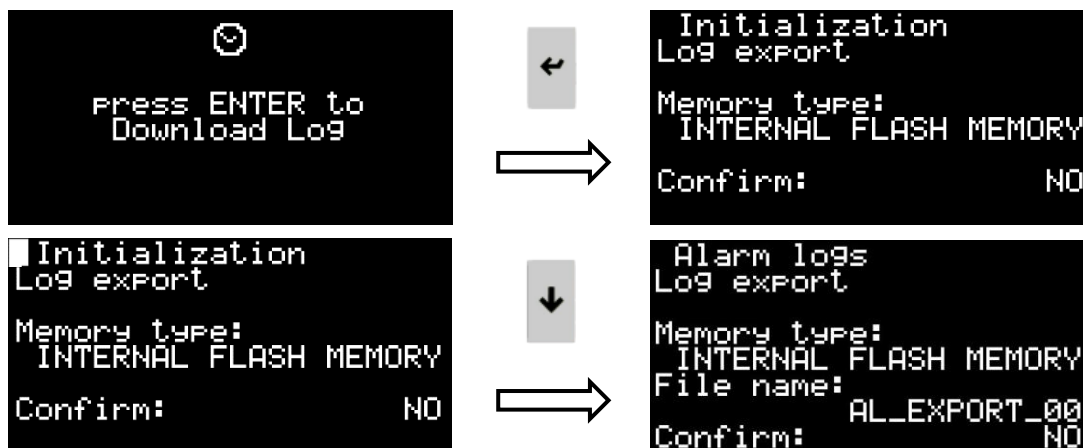 press ENTER to
Download Log
Initialization
Log export
Memory type:
INTERNAL FLASH MEMORY
Confirm: NO
Initialization
Log export
Memory type:
INTERNAL FLASH MEMORY
Confirm: NO
Alarm logs
Log export
Memory type:
INTERNAL FLASH MEMORY
File name:
AL_EXPORT_00
Confirm: NO